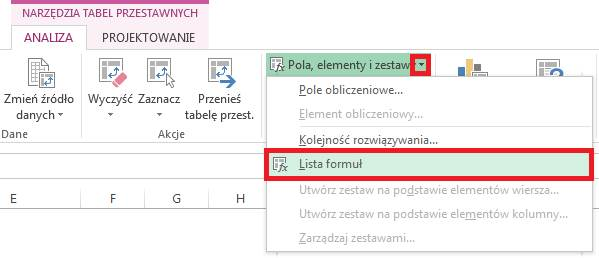 NARZĘDZIA TABEL PRZESTAWNYCH
ANALIZA PROJEKTOWANIE
Pola, elementy i zestawy
Zmień źródło danych
Wyczyść Zaznacz Przenieś tabelę przest.
Dane Akcje
Pole obliczeniowe...
Element obliczeniowy...
Kolejność rozwiązywania...
Lista formuł
Utwórz zestaw na podstawie elementów wiersza...
Utwórz zestaw na podstawie elementów kolumny...
Zarządzaj zestawami...
E F G H